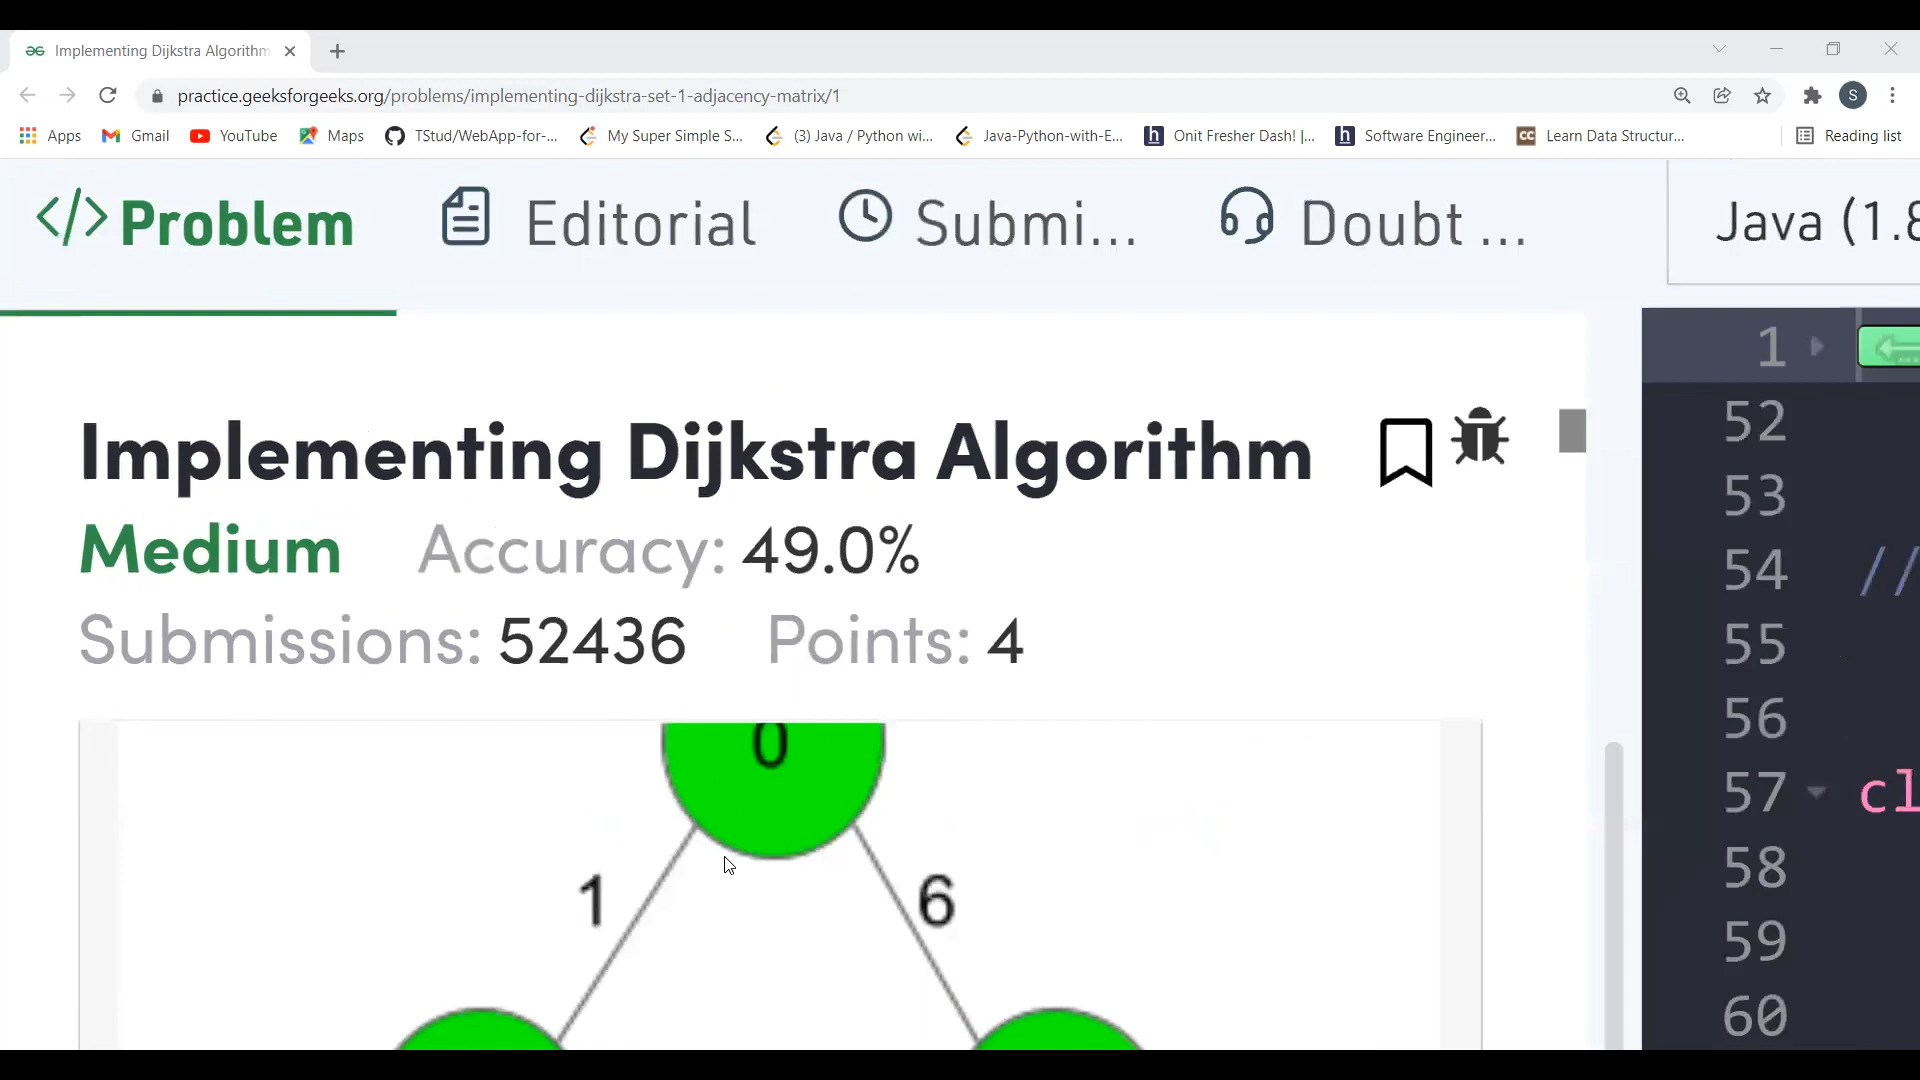 Implementing Dijkstra Algorithm
practice.geeksforgeeks.org/problems/implementing-dijkstra-set-1-adjacency-matrix/1
S
Apps Gmail YouTube Maps TStud/WebApp-for-... My Super Simple S... (3) Java / Python wi... Java-Python-with-E... h Onit Fresher Dash! |... h Software Engineer... CC Learn Data Structur... Reading list
</> Problem Editorial Submi... Doubt ... Java (1.8
Implementing Dijkstra Algorithm
Medium Accuracy: 49.0%
Submissions: 52436 Points: 4
0
1 6
1
52
53
54 //
55
56
57 cl
58
59
60